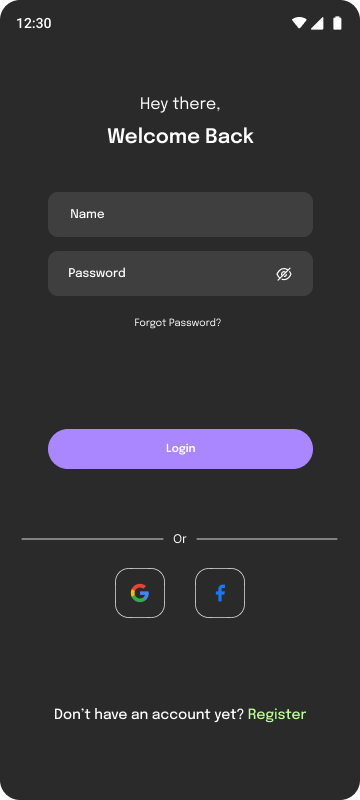 12:30
Hey there,
Welcome Back
Name
Password
Forgot Password?
Login
Or
Don’t have an account yet? Register